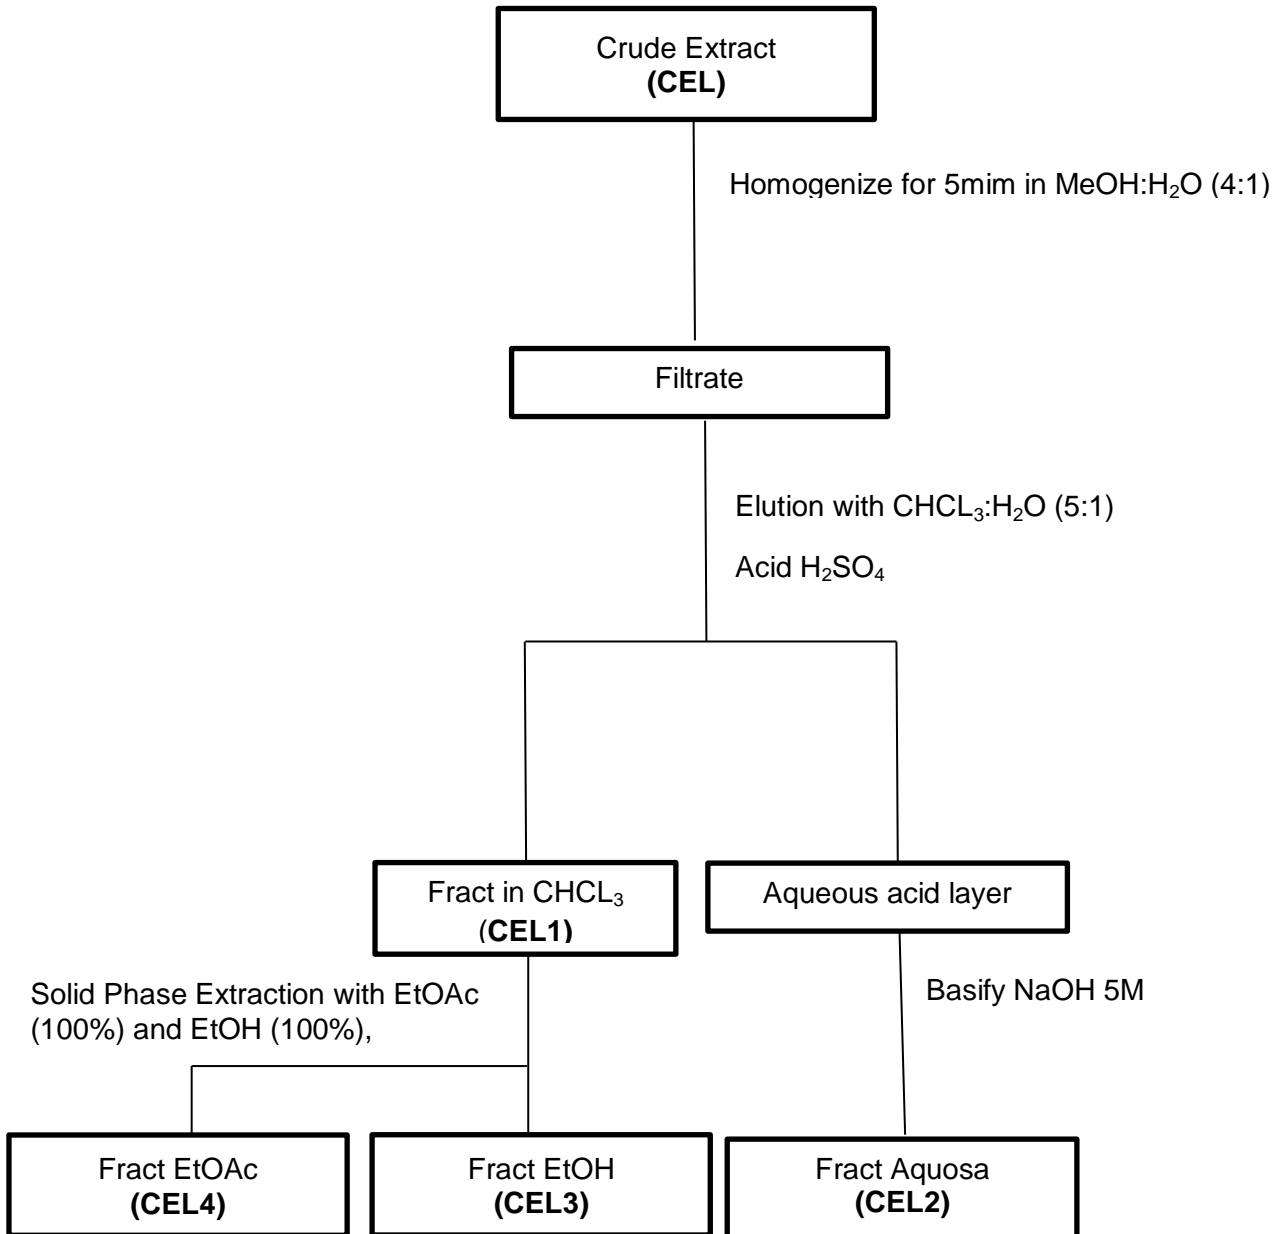 Crude Extract
(CEL)
Homogenize for 5mim in MeOH:H₂O (4:1)
Filtrate
Elution with CHCL₃:H₂O (5:1)
Acid H₂SO₄
Fract in CHCL₃
(CEL1)
Aqueous acid layer
Solid Phase Extraction with EtOAc
(100%) and EtOH (100%),
Basify NaOH 5M
Fract EtOAc
(CEL4)
Fract EtOH
(CEL3)
Fract Aquosa
(CEL2)